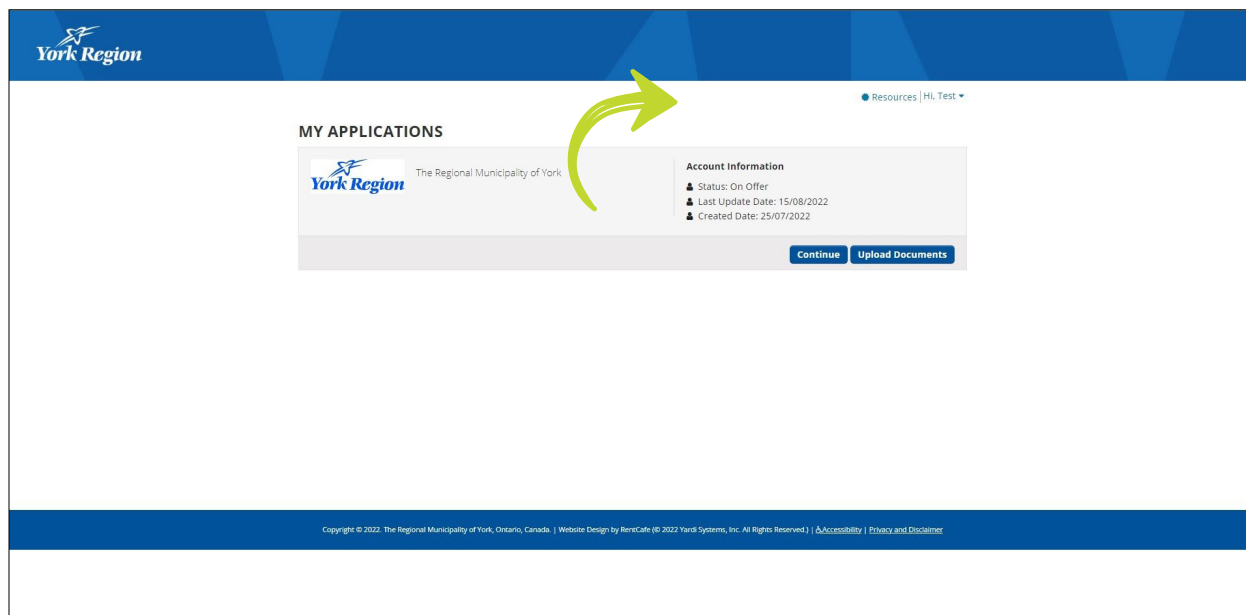 York Region
Resources | Hi, Test
MY APPLICATIONS
York Region
The Regional Municipality of York
Account Information
Status: On Offer
Last Update Date: 15/08/2022
Created Date: 25/07/2022
Continue
Upload Documents
Copyright © 2022. The Regional Municipality of York, Ontario, Canada. | Website Design by RentCafe (© 2022 Yardi Systems, Inc. All Rights Reserved.) | Accessibility | Privacy and Disclaimer